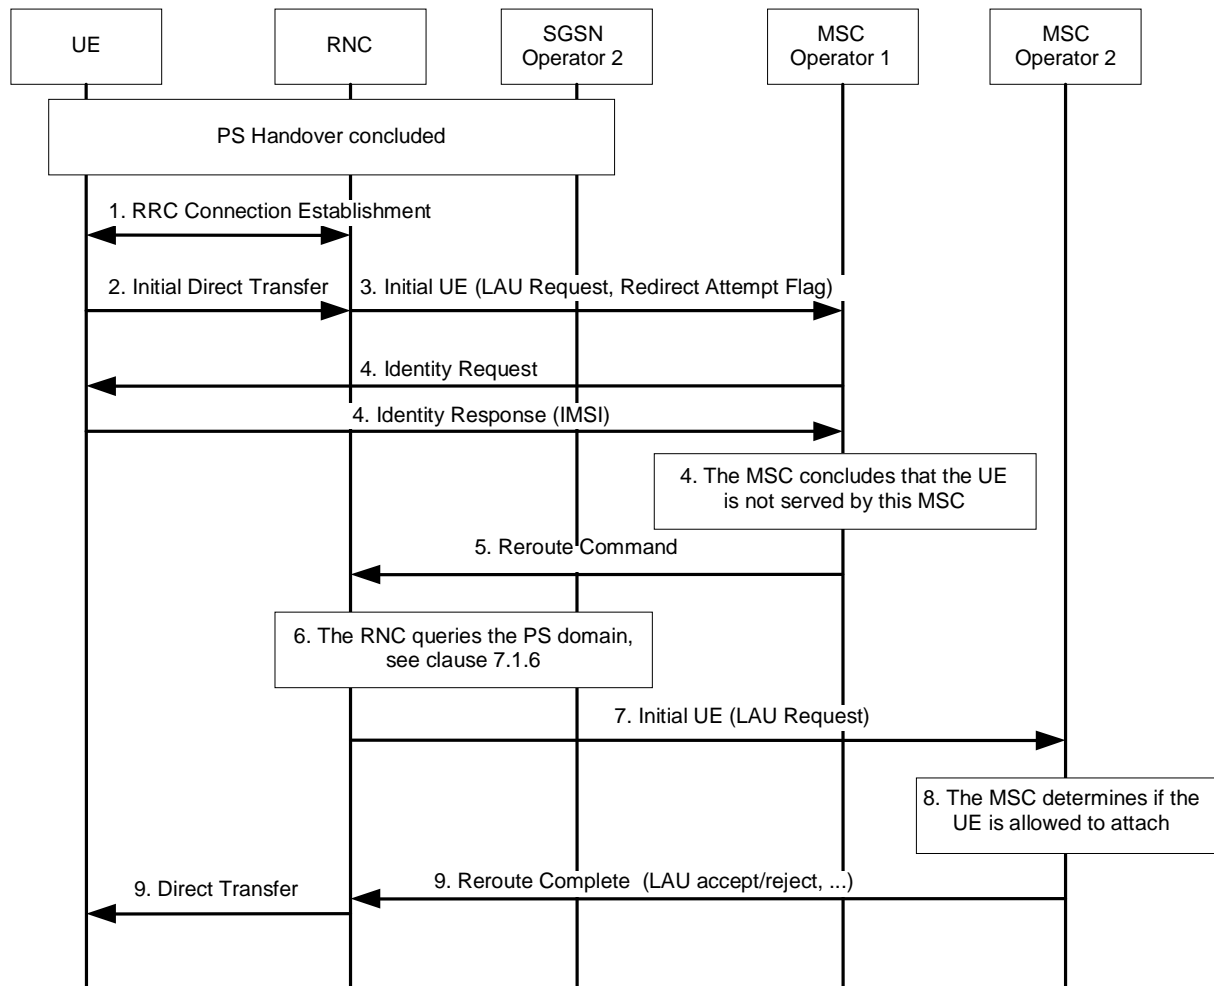 UE
RNC
SGSN
Operator 2
MSC
Operator 1
MSC
Operator 2
PS Handover concluded
1. RRC Connection Establishment
2. Initial Direct Transfer
3. Initial UE (LAU Request, Redirect Attempt Flag)
4. Identity Request
4. Identity Response (IMSI)
4. The MSC concludes that the UE
is not served by this MSC
5. Reroute Command
6. The RNC queries the PS domain,
see clause 7.1.6
7. Initial UE (LAU Request)
8. The MSC determines if the
UE is allowed to attach
9. Direct Transfer
9. Reroute Complete (LAU accept/reject, ...)